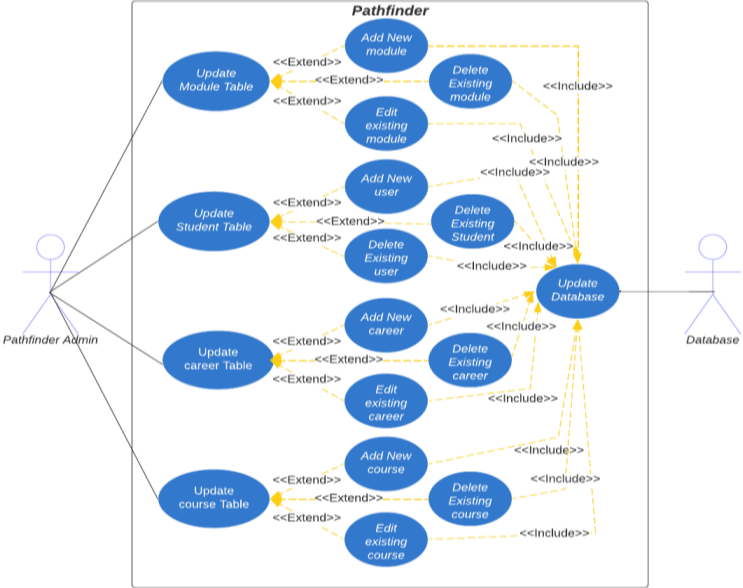 Pathfinder
Add New
module
<<Extend>>
Update
Module Table
<<Extend>>
Delete
Existing
module
<<Include>>
<<Extend>>
Edit
existing
module
<<Include>>
<<Include>>
<<Include>>
Add New
user
<<Extend>>
Update
Student Table
<<Extend>>
Delete
Existing
Student
<<Extend>>
Delete
Existing
user
<<Include>>
<<Include>>
Update
Database
Pathfinder Admin
Database
Add New
career
<<Include>>
<<Include>>
<<Extend>>
Update
career Table
<<Extend>>
Delete
Existing
career
<<Extend>>
Edit
existing
career
<<Include>>
Add New
course
<<Include>>
<<Extend>>
Update
course Table
<<Extend>>
Delete
Existing
course
<<Include>>
<<Extend>>
Edit
existing
course
<<Include>>